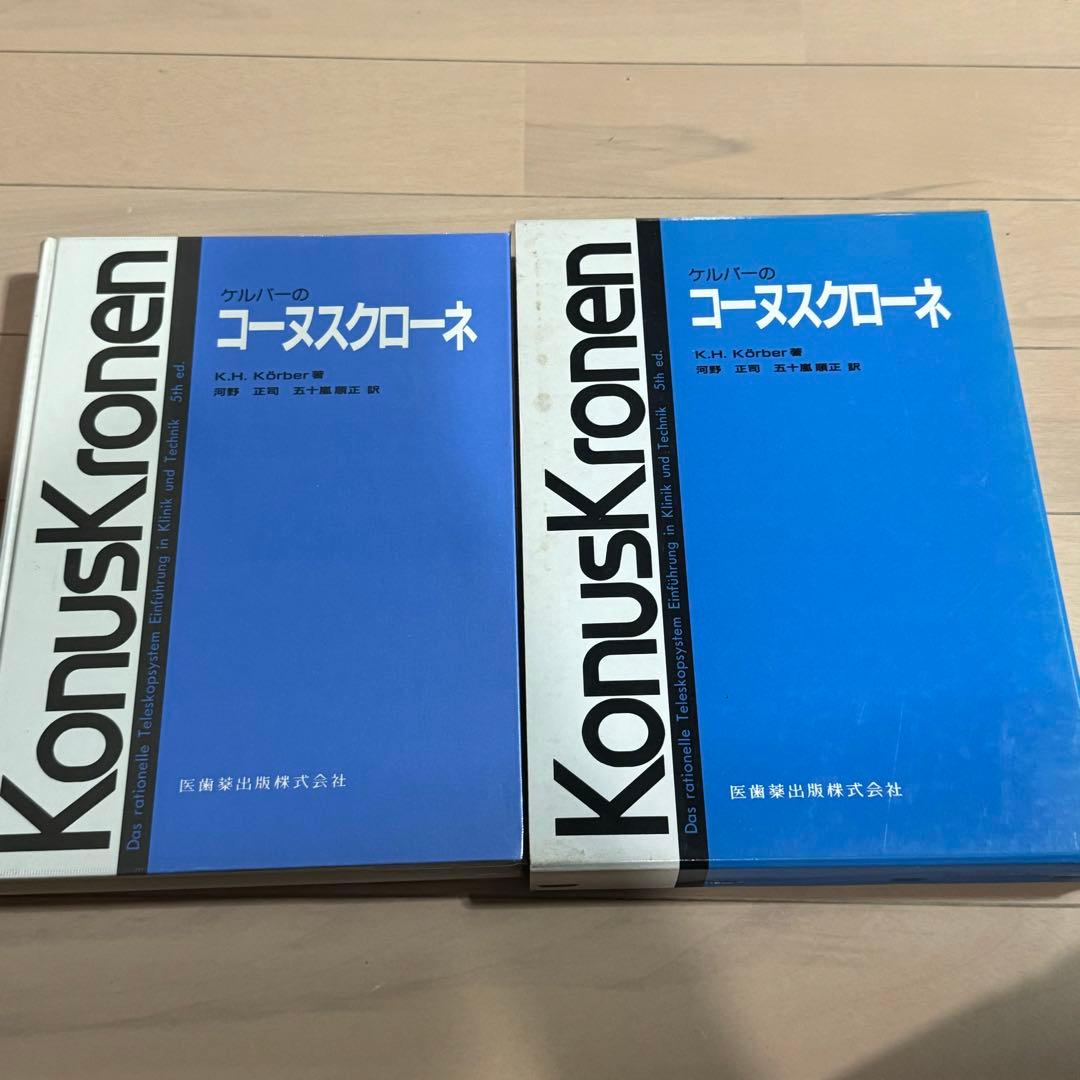 KonusKronen
Das rationelle Teleskopsystem Einführung in Klinik und Technik 5th ed.
ケルバーの
コーヌスクローネ
K.H. Körber 著
河野 正司 五十嵐順正 訳
医歯薬出版株式会社
KonusKronen
Das rationelle Teleskopsystem Einführung in Klinik und Technik 5th ed.
ケルバーの
コーヌスクローネ
K.H. Körber 著
河野 正司 五十嵐順正 訳
医歯薬出版株式会社